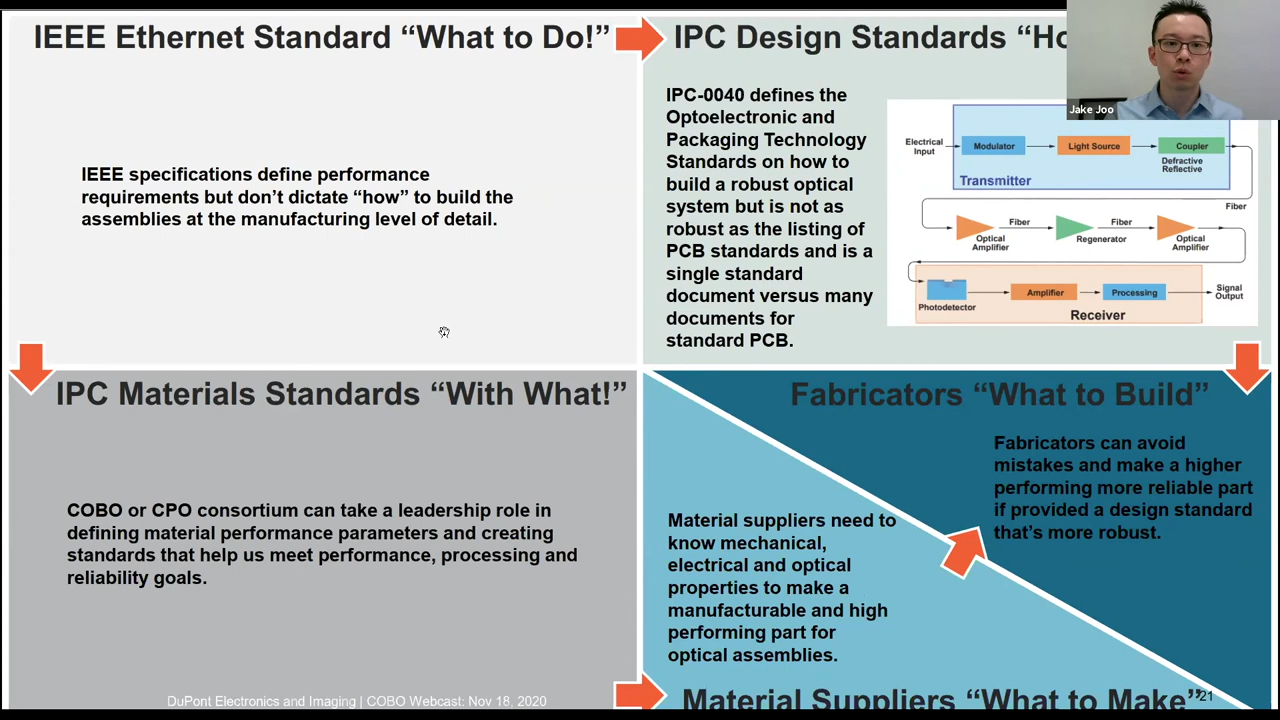 IEEE Ethernet Standard “What to Do!”
IEEE specifications define performance
requirements but don’t dictate “how” to build the
assemblies at the manufacturing level of detail.
IPC Design Standards “Ho
Jake Joo
IPC-0040 defines the
Optoelectronic and
Packaging Technology
Standards on how to
build a robust optical
system but is not as
robust as the listing of
PCB standards and is a
single standard
document versus many
documents for
standard PCB.
Electrical
Input
Modulator
Light Source
Coupler
Defractive
Reflective
Transmitter
Fiber
Optical
Amplifier
Fiber
Regenerator
Fiber
Optical
Amplifier
Photodetector
Amplifier
Processing
Signal
Output
Receiver
IPC Materials Standards “With What!”
COBO or CPO consortium can take a leadership role in
defining material performance parameters and creating
standards that help us meet performance, processing and
reliability goals.
Fabricators “What to Build”
Fabricators can avoid
mistakes and make a higher
performing more reliable part
if provided a design standard
that’s more robust.
Material suppliers need to
know mechanical,
electrical and optical
properties to make a
manufacturable and high
performing part for
optical assemblies.
Material Suppliers “What to Make”
DuPont Electronics and Imaging | COBO Webcast: Nov 18, 2020
21